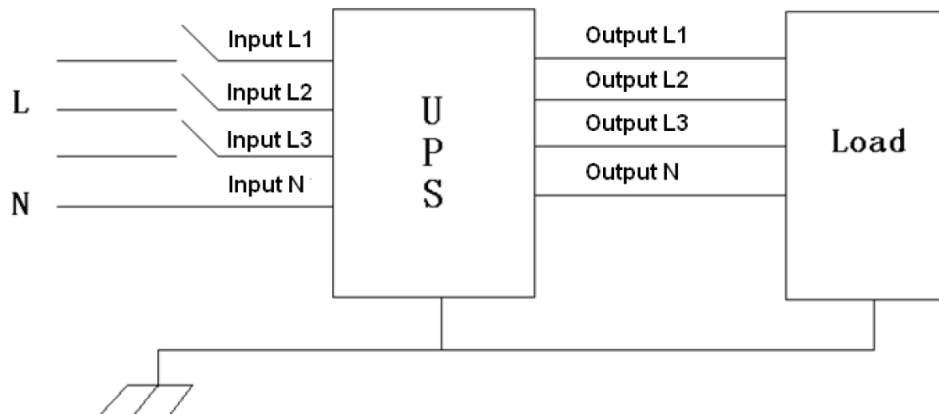 Input L1
Input L2
Input L3
Input N
L
N
U
P
S
Output L1
Output L2
Output L3
Output N
Load